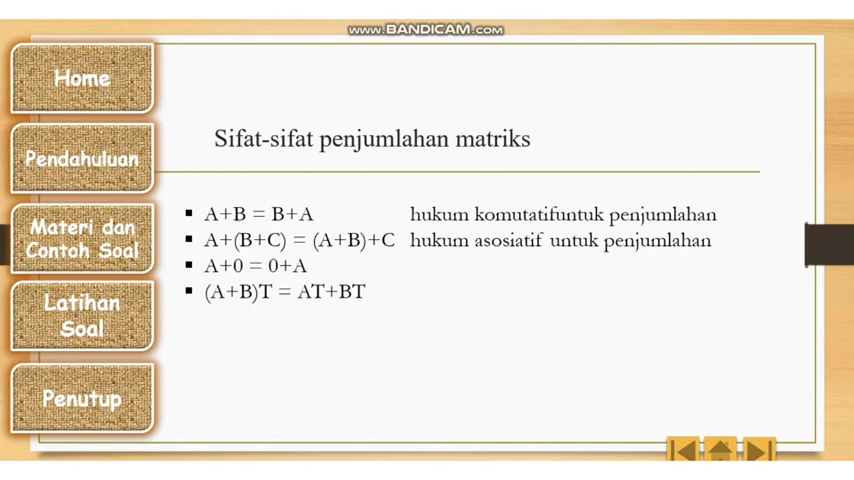 www.BANDICAM.com
Home
Pendahuluan
Materi dan
Contoh Soal
Latihan
Soal
Penutup
Sifat-sifat penjumlahan matriks
A+B = B+A hukum komutatifuntuk penjumlahan
A+(B+C) = (A+B)+C hukum asosiatif untuk penjumlahan
A+0 = 0+A
(A+B)T = AT+BT